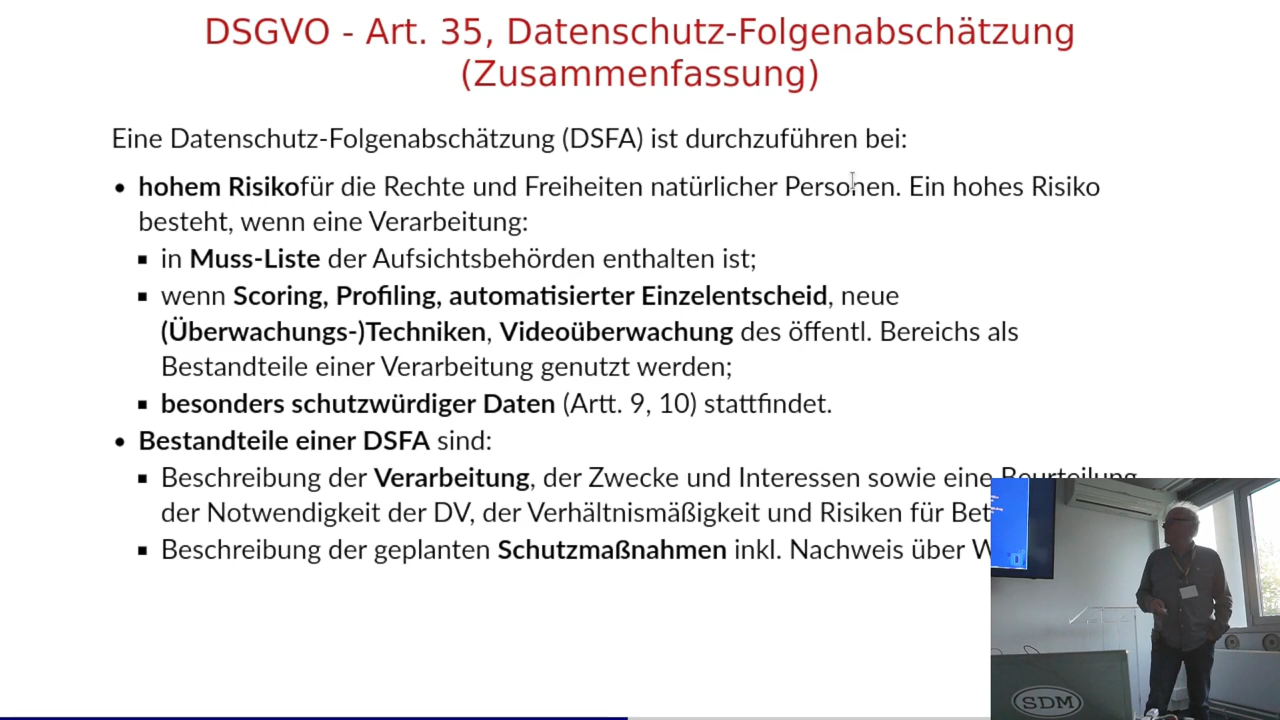 DSGVO - Art. 35, Datenschutz-Folgenabschätzung
(Zusammenfassung)
Eine Datenschutz-Folgenabschätzung (DSFA) ist durchzuführen bei:
• hohem Risikofür die Rechte und Freiheiten natürlicher Personen. Ein hohes Risiko
besteht, wenn eine Verarbeitung:
▪ in Muss-Liste der Aufsichtsbehörden enthalten ist;
▪ wenn Scoring, Profiling, automatisierter Einzelentscheid, neue
(Überwachungs-)Techniken, Videoüberwachung des öffentl. Bereichs als
Bestandteile einer Verarbeitung genutzt werden;
▪ besonders schutzwürdiger Daten (Artt. 9, 10) stattfindet.
• Bestandteile einer DSFA sind:
▪ Beschreibung der Verarbeitung, der Zwecke und Interessen sowie eine Beurteilung
der Notwendigkeit der DV, der Verhältnismäßigkeit und Risiken für
▪ Beschreibung der geplanten Schutzmaßnahmen inkl. Nachweis über
SDM